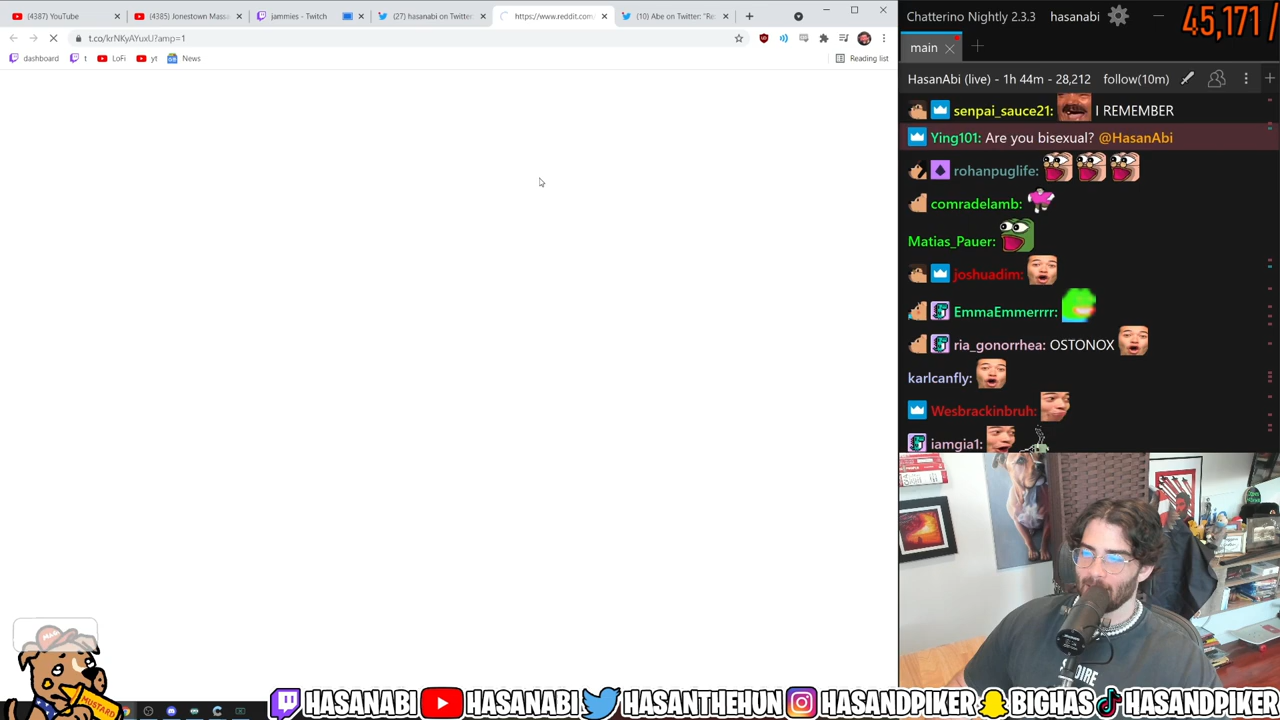 (4387) YouTube
(4385) Jonestown Massa
jammies - Twitch
(27) hasanabi on Twitter:
https://www.reddit.com
(10) Abe on Twitter: "Re
t.co/krNKyAYuxU?amp=1
dashboard
1
LoFi
yt
News
Reading list
Chatterino Nightly 2.3.3
hasanabi
45,171 /
main
HasanAbi (live) - 1h 44m - 28,212
follow(10m)
senpai_sauce21: I REMEMBER
Ying101: Are you bisexual? @HasanAbi
rohanpuglife:
comradelamb:
Matias_Pauer:
joshuadim:
EmmaEmmerrrr:
ria_gonorrhea: OSTONOX
karlcanfly:
Wesbrackinbruh:
iamgia1:
MUSTARD
HASANABI
HASANABI
HASANTHEHUN
HASANDPIKER
BIGHAS
HASANDPIKER